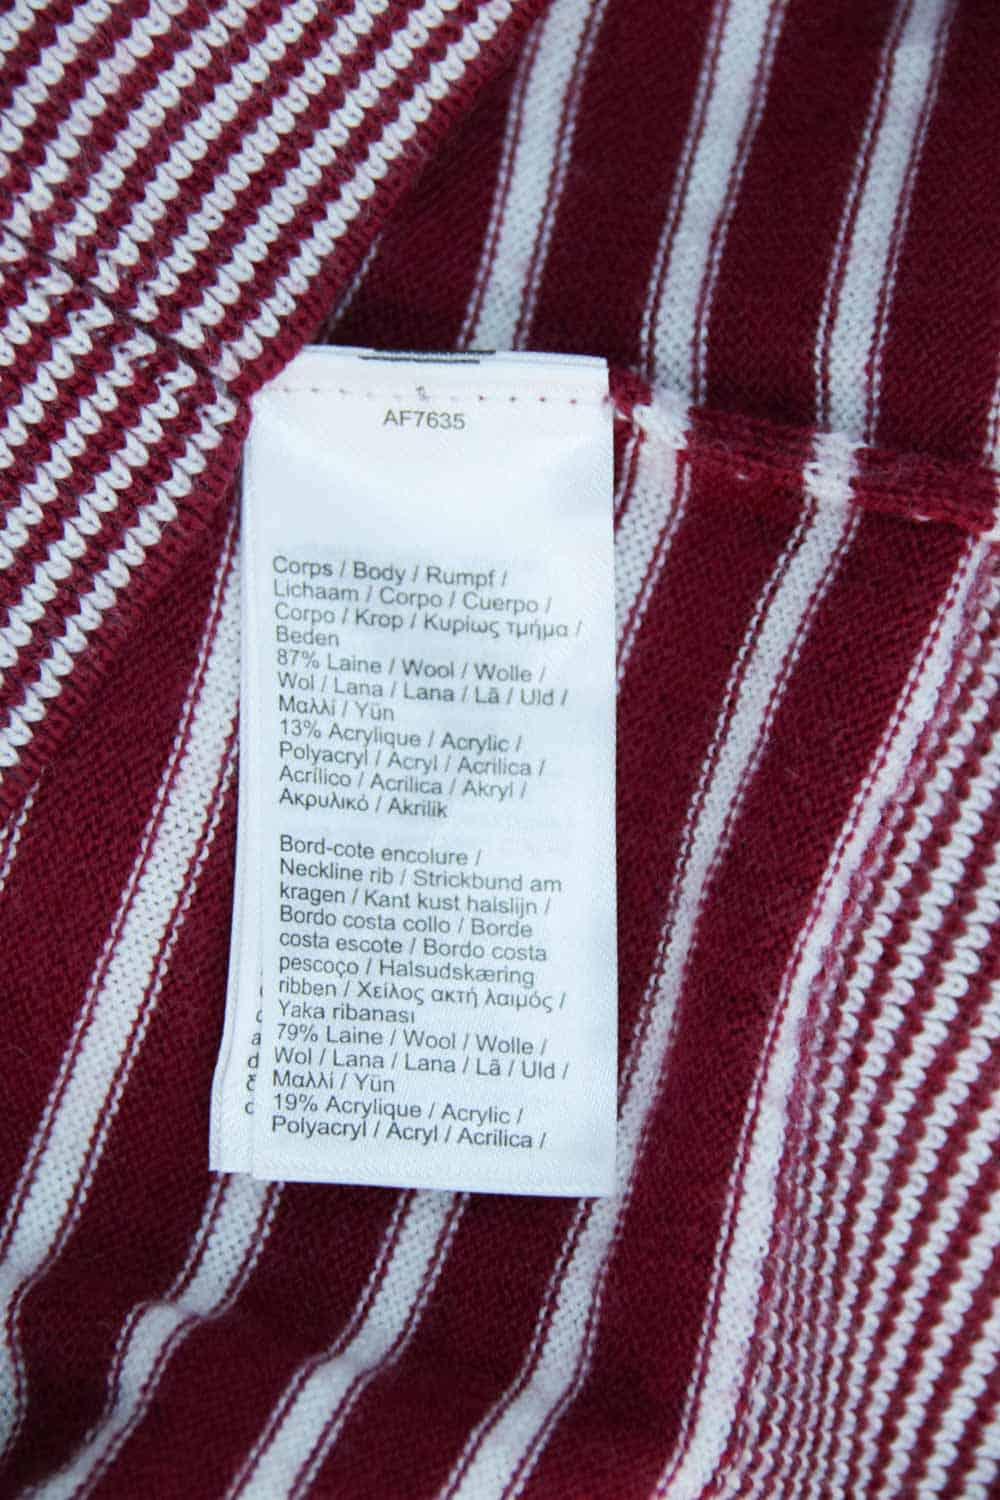 AF7635
Corps / Body / Rumpf /
Lichaam / Corpo / Cuerpo /
Corpo / Krop / Κυρίως τμήμα /
Beden
87% Laine / Wool / Wolle /
Wol / Lana / Lana / Lã / Uld /
Μαλλί / Yün
13% Acrylique / Acrylic /
Polyacryl / Acryl / Acrilica /
Acrílico / Acrílica / Akryl /
Ακρυλικό / Akrilik
Bord-cote encolure /
Neckline rib / Strickbund am
kragen / Kant kust halslijn /
Bordo costa collo / Borde
costa escote / Bordo costa
pescoço / Halsudskæring
ribben / Χείλος ακτή λαιμός /
Yaka ribanası
79% Laine / Wool / Wolle /
Wol / Lana / Lana / Lã / Uld /
Μαλλί / Yün
19% Acrylique / Acrylic /
Polyacryl / Acryl / Acrilica /